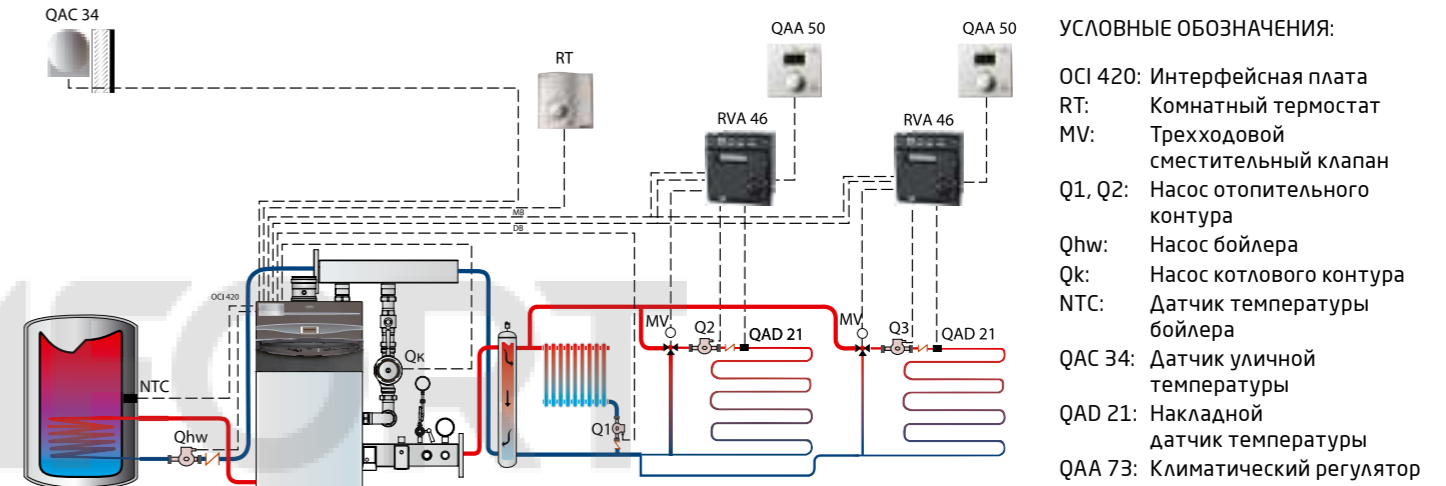 QAC 34
RT
QAA 50
QAA 50
RVA 46
RVA 46
MB
DB
OCI 420
NTC
Qhw
Qк
Q1
MV
Q2
QAD 21
MV
Q3
QAD 21
УСЛОВНЫЕ ОБОЗНАЧЕНИЯ:
OCI 420: Интерфейсная плата
RT: Комнатный термостат
MV: Трехходовой
сместительный клапан
Q1, Q2: Насос отопительного
контура
Qhw: Насос бойлера
Qk: Насос котлового контура
NTC: Датчик температуры
бойлера
QAC 34: Датчик уличной
температуры
QAD 21: Накладной
датчик температуры
QAA 73: Климатический регулятор